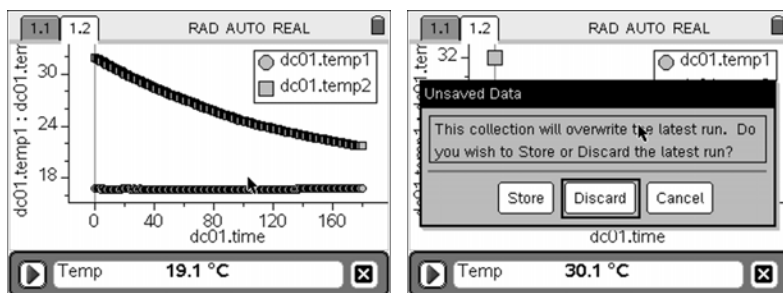 1.1 1.2 RAD AUTO REAL
dc01.temp1 : dc01.tem
30
24
18
dc01.temp1
dc01.temp2
0 40 80 120 160
dc01.time
Temp 19.1 °C
1.1 1.2 RAD AUTO REAL
32
dc01.temp1
Unsaved Data
This collection will overwrite the latest run. Do
you wish to Store or Discard the latest run?
Store Discard Cancel
dc01.time
Temp 30.1 °C